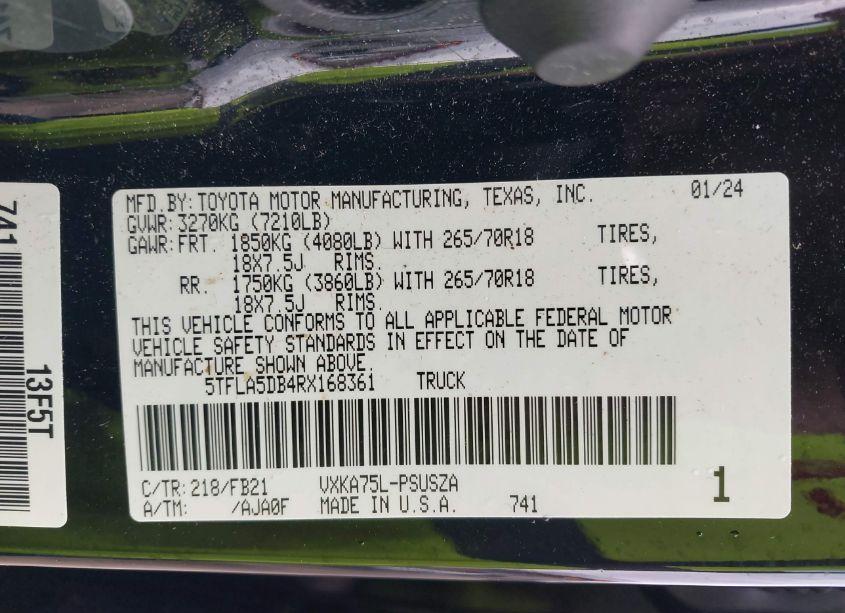 MFD.BY:TOYOTA MOTOR MANUFACTURING, TEXAS, INC. 01/24
GVWR:3270KG (7210LB)
GAWR:FRT. 1850KG (4080LB) WITH 265/70R18 TIRES,
18X7.5J RIMS,
RR. 1750KG (3860LB) WITH 265/70R18 TIRES,
18X7.5J RIMS.
THIS VEHICLE CONFORMS TO ALL APPLICABLE FEDERAL MOTOR
VEHICLE SAFETY STANDARDS IN EFFECT ON THE DATE OF
MANUFACTURE SHOWN ABOVE.
5TFLA5DB4RX168361 TRUCK
C/TR:218/FB21 VXKA75L-PSUSZA
A/TM: /AJA0F MADE IN U.S.A. 741
1
741
13F5T